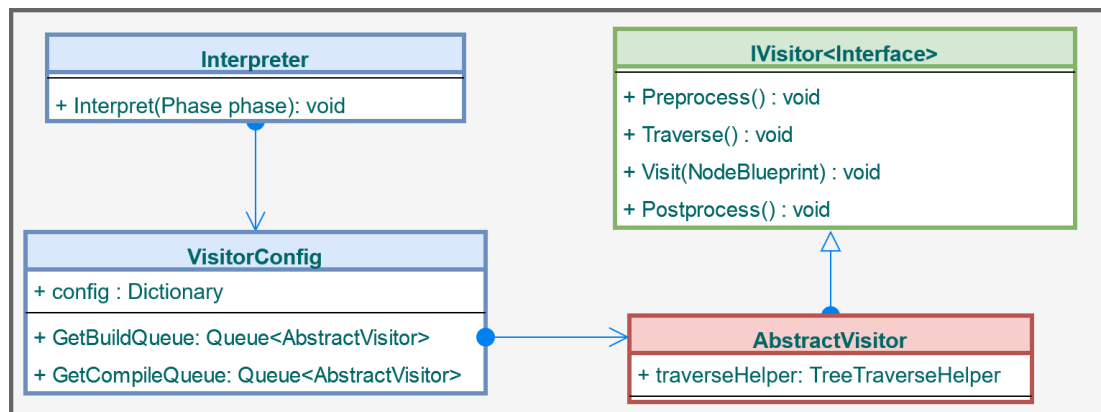 Interpreter
+ Interpret(Phase phase): void
IVisitor<Interface>
+ Preprocess() : void
+ Traverse() : void
+ Visit(NodeBlueprint) : void
+ Postprocess() : void
VisitorConfig
+ config : Dictionary
+ GetBuildQueue: Queue<AbstractVisitor>
+ GetCompileQueue: Queue<AbstractVisitor>
AbstractVisitor
+ traverseHelper: TreeTraverseHelper